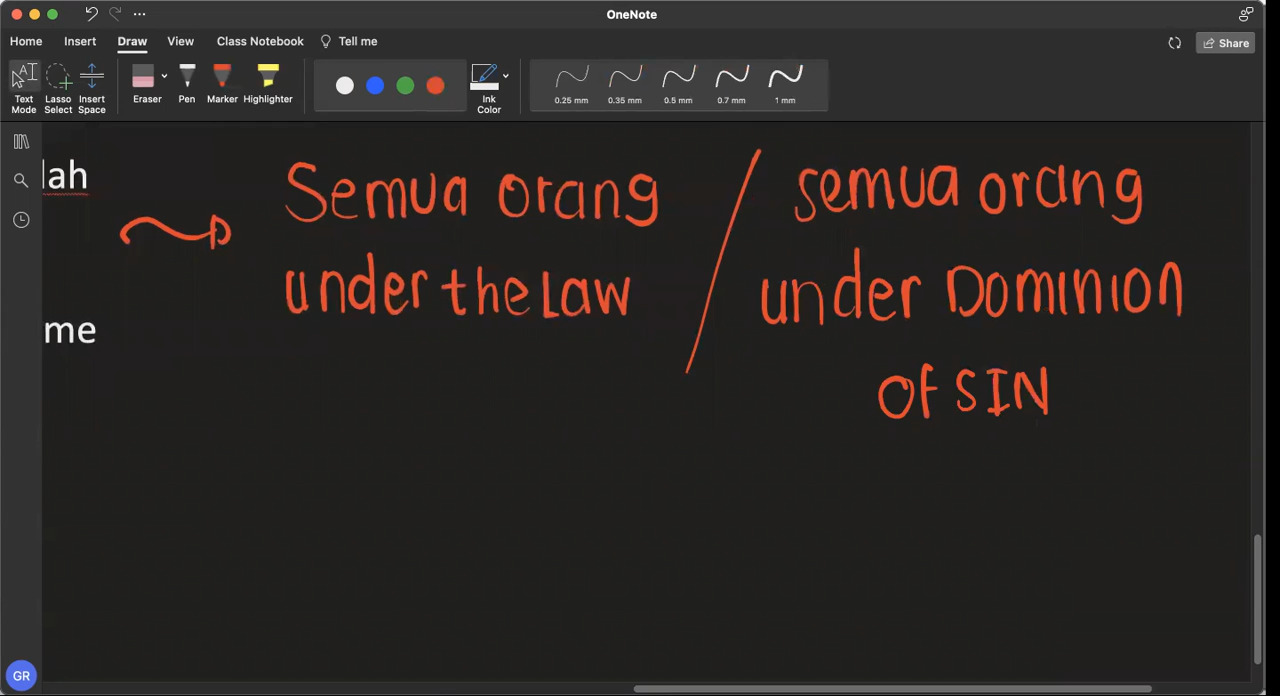 OneNote
Home Insert Draw View Class Notebook Tell me
Share
Text Mode
Lasso Select
Insert Space
Eraser
Pen
Marker
Highlighter
Ink Color
0.25 mm
0.35 mm
0.5 mm
0.7 mm
1 mm
lah
me
Semua orang
under the Law
/
semua orang
under Dominion
of SIN
GR